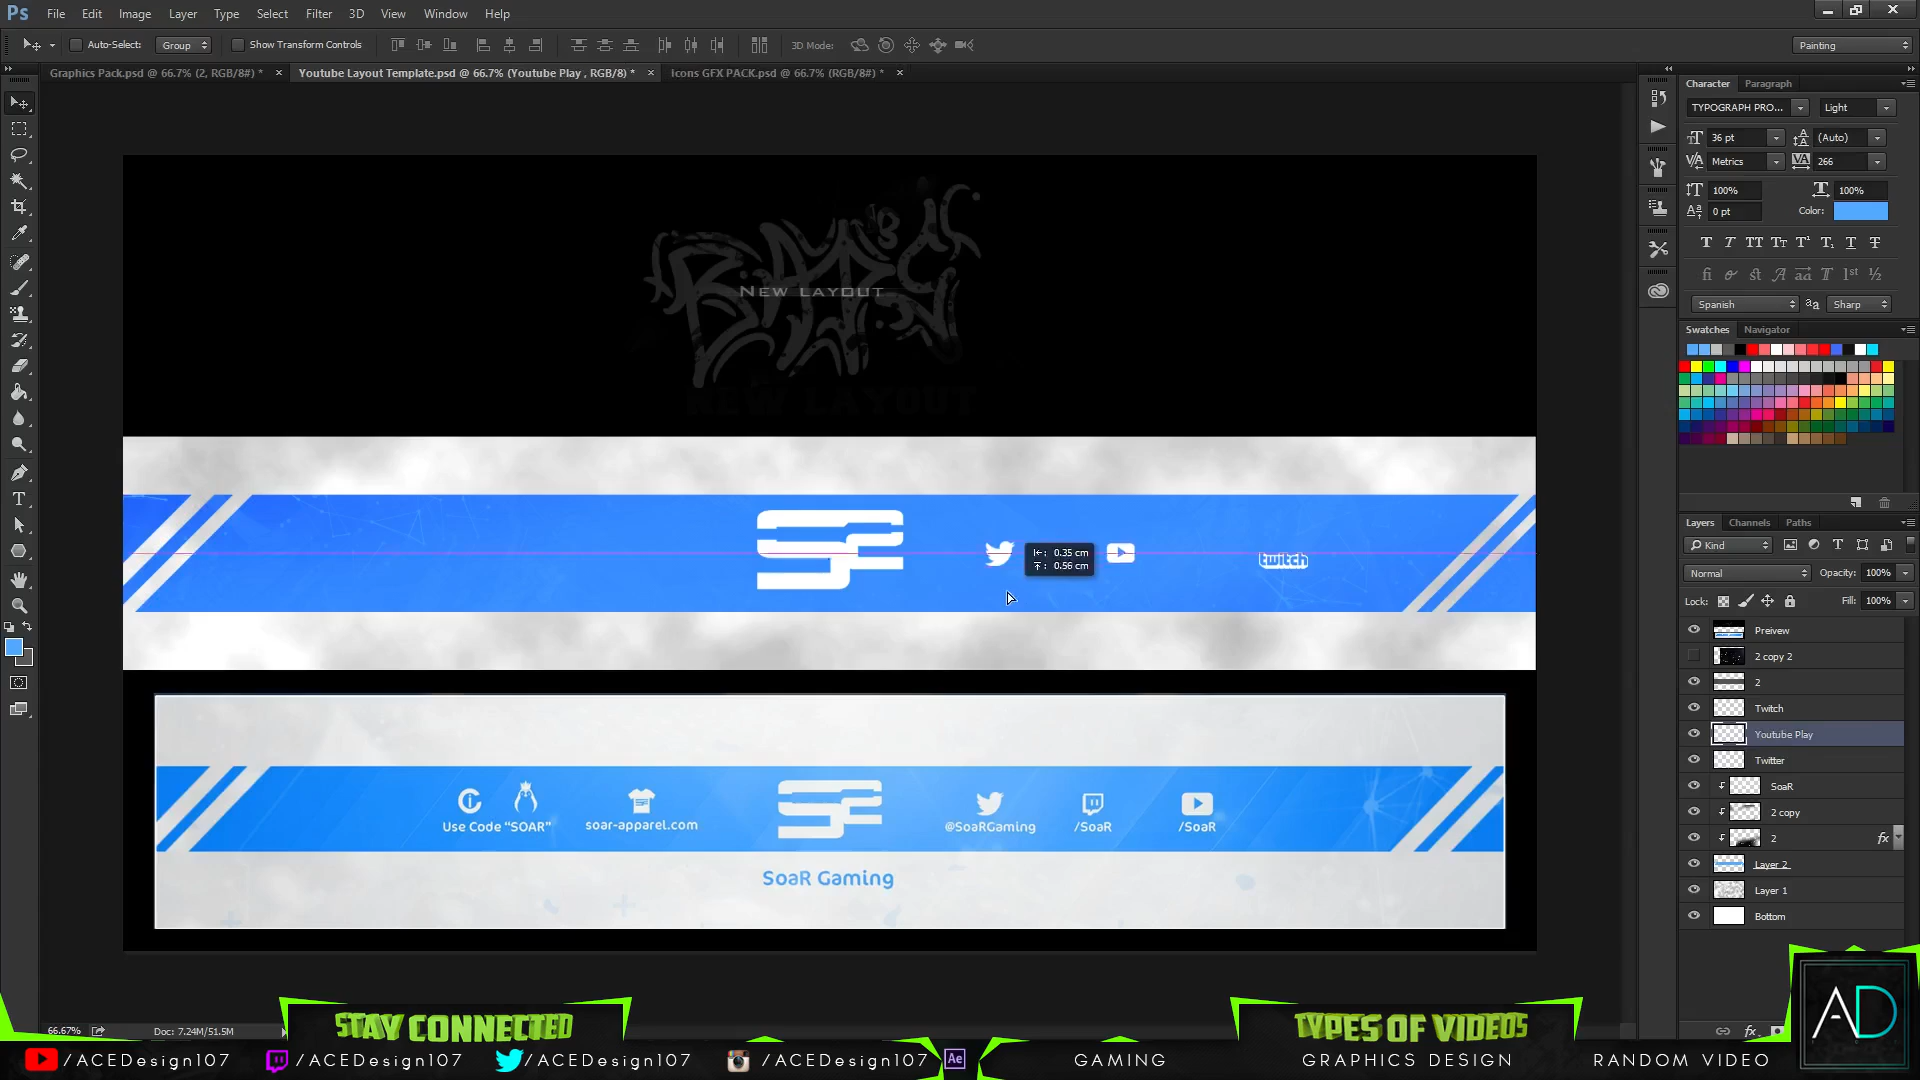 Ps File Edit Image Layer Type Select Filter 3D View Window Help
Auto-Select: Group Show Transform Controls 3D Mode: Painting
Graphics Pack.psd @ 66.7% (2, RGB/8#) * × Youtube Layout Template.psd @ 66.7% (Youtube Play , RGB/8) * × Icons GFX PACK.psd @ 66.7% (RGB/8#) * ×
Character Paragraph
TYPOGRAPH PRO... Light
36 pt (Auto)
Metrics 266
100% 100%
0 pt Color:
Spanish Sharp
Swatches Navigator
New layout
NEW LAYOUT
0.35 cm
0.56 cm
twitch
Use Code "SOAR" soar-apparel.com @SoaRGaming /SoaR /SoaR
SoaR Gaming
Layers Channels Paths
Kind
Normal Opacity: 100%
Lock: Fill: 100%
Preivew
2 copy 2
2
Twitch
Youtube Play
Twitter
SoaR
2 copy
2 fx
Layer 2
Layer 1
Bottom
66.67% Doc: 7.24M/51.5M
STAY CONNECTED TYPES OF VIDEOS
/ACEDesign107 /ACEDesign107 /ACEDesign107 /ACEDesign107 Ae GAMING GRAPHICS DESIGN RANDOM VIDEO
AD